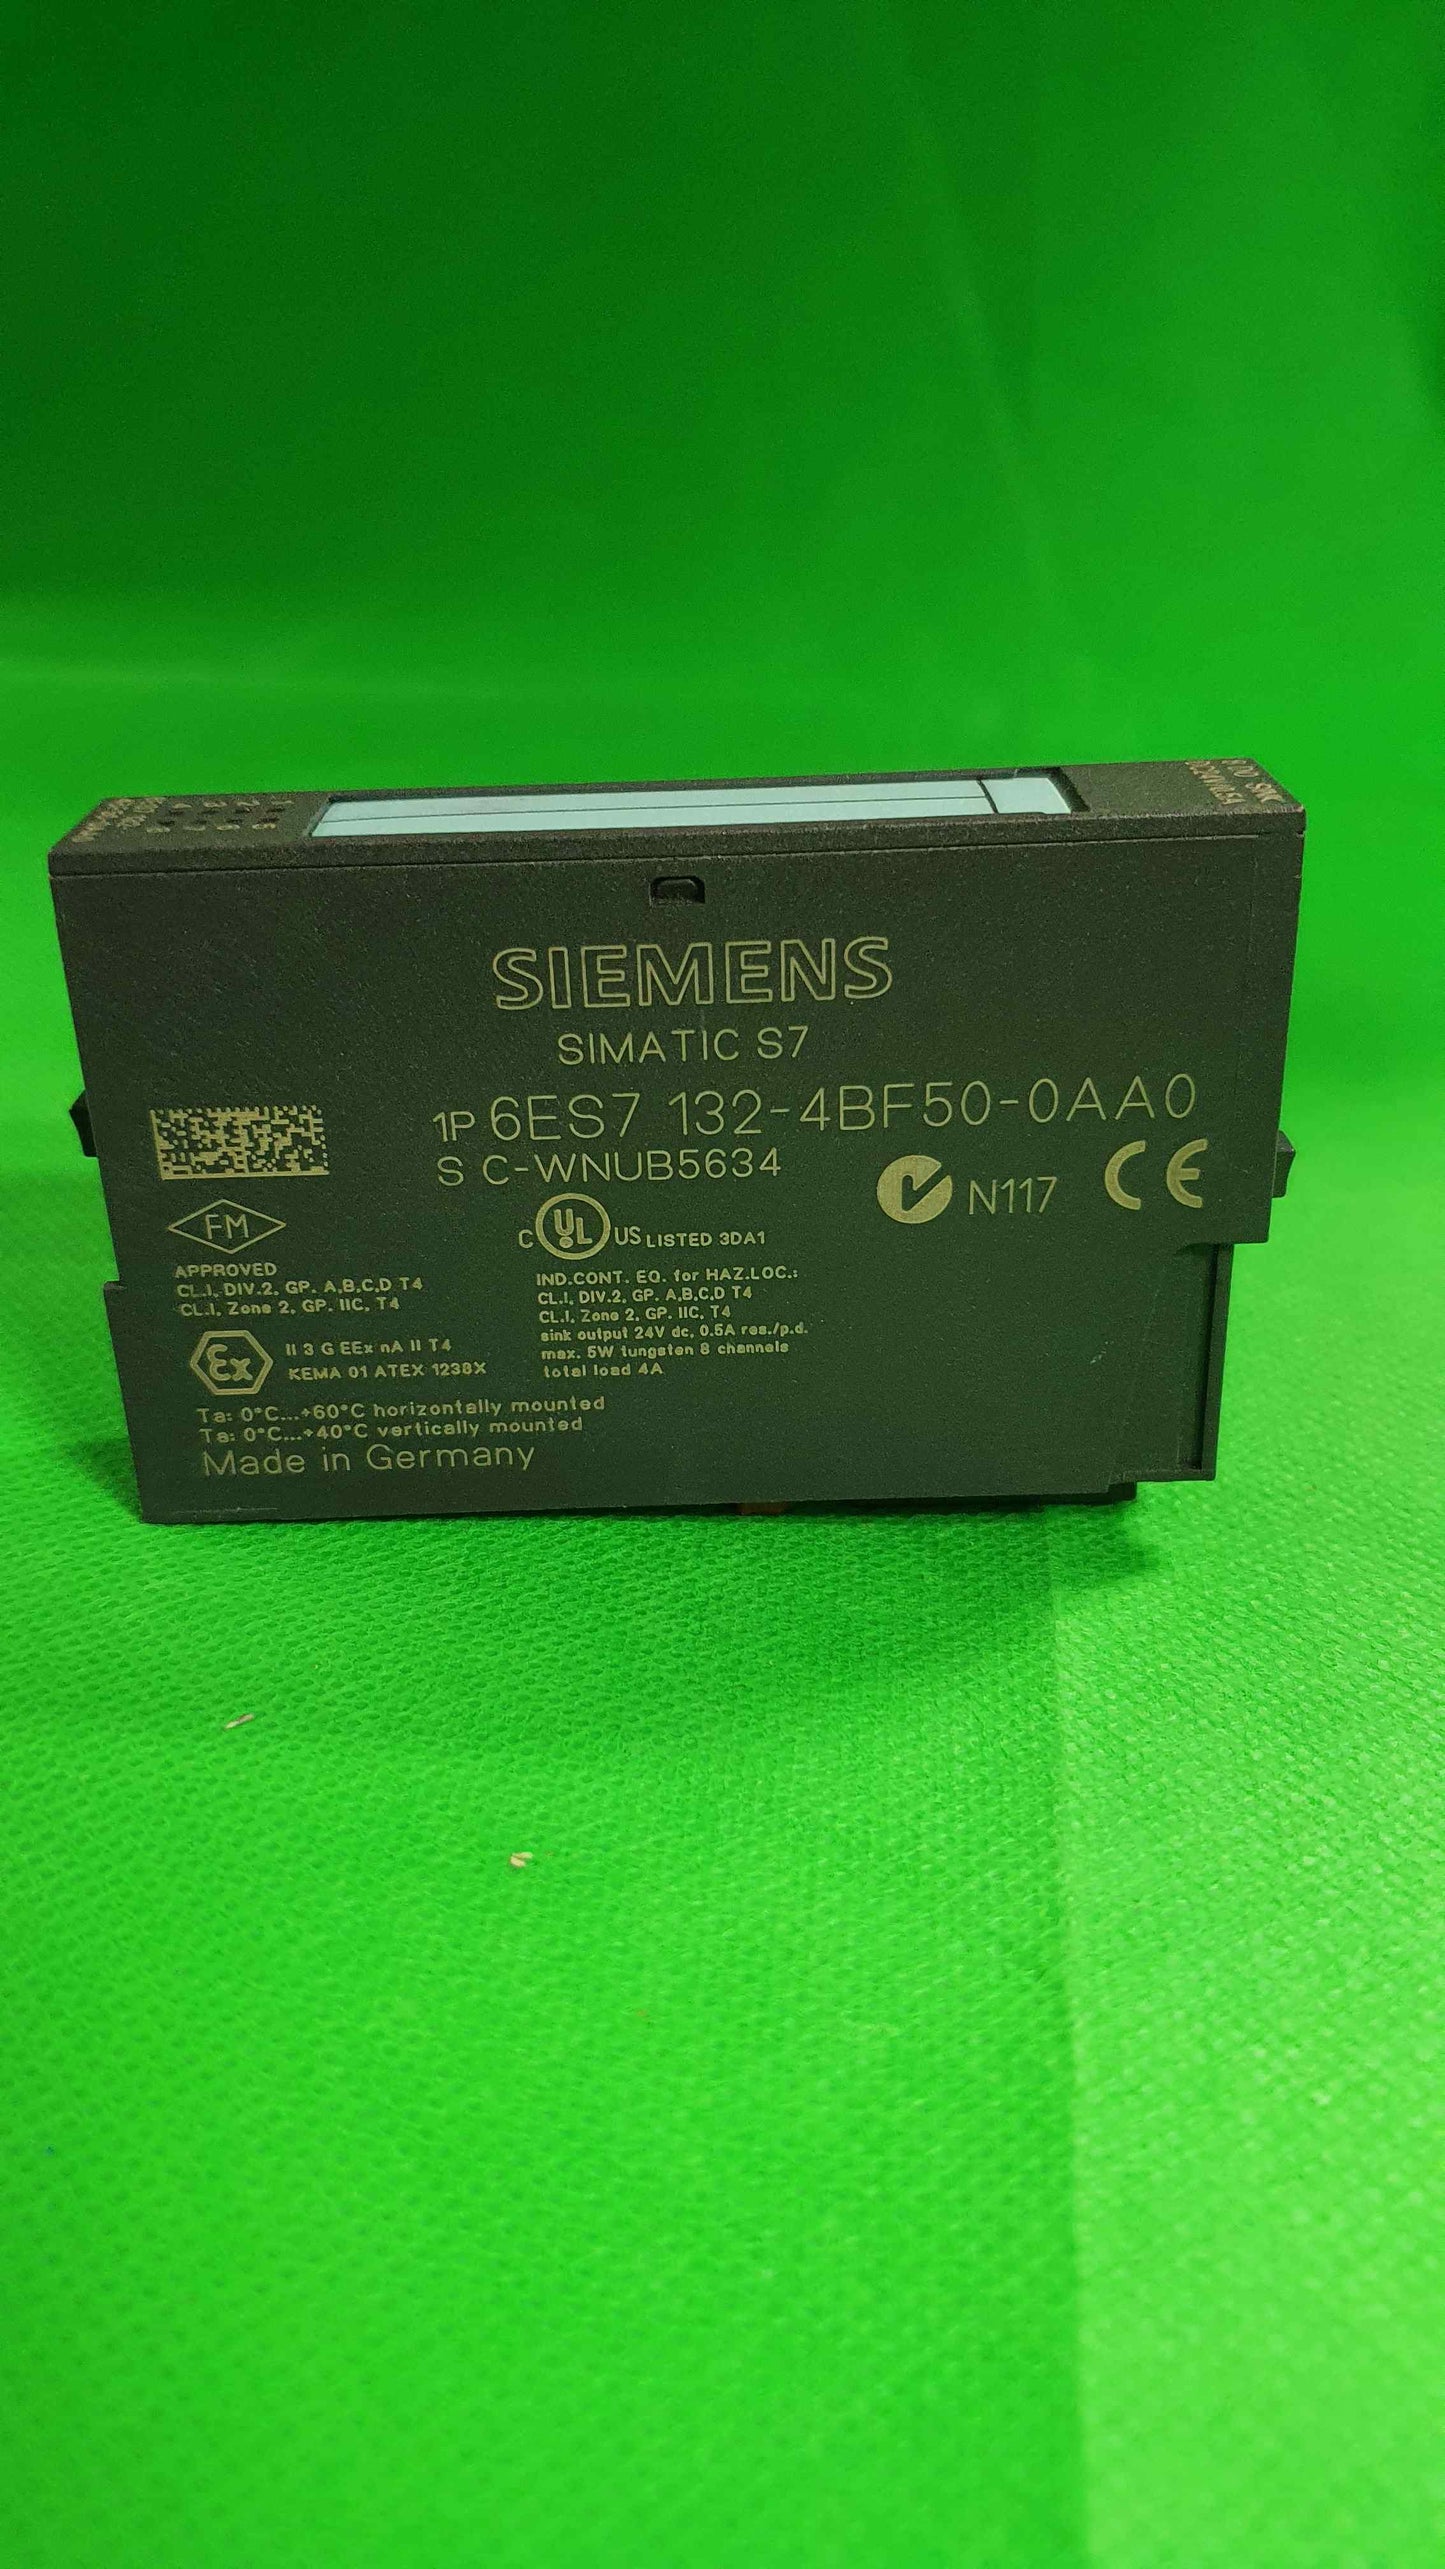 SIEMENS
SIMATIC S7
1P 6ES7 132-4BF50-0AA0
S C-WNUB5634
N117 CE
FM
APPROVED
CL.I, DIV.2, GP. A,B,C,D T4
CL.I, Zone 2, GP. IIC, T4
C UL US LISTED 3DA1
IND.CONT. EQ. for HAZ.LOC.:
CL.I, DIV.2, GP. A,B,C,D T4
CL.I, Zone 2, GP. IIC, T4
sink output 24V dc, 0.5A res./p.d.
max. 5W tungsten 8 channels
total load 4A
Ex
II 3 G EEx nA II T4
KEMA 01 ATEX 1238X
Ta: 0°C...+60°C horizontally mounted
Ta: 0°C...+40°C vertically mounted
Made in Germany